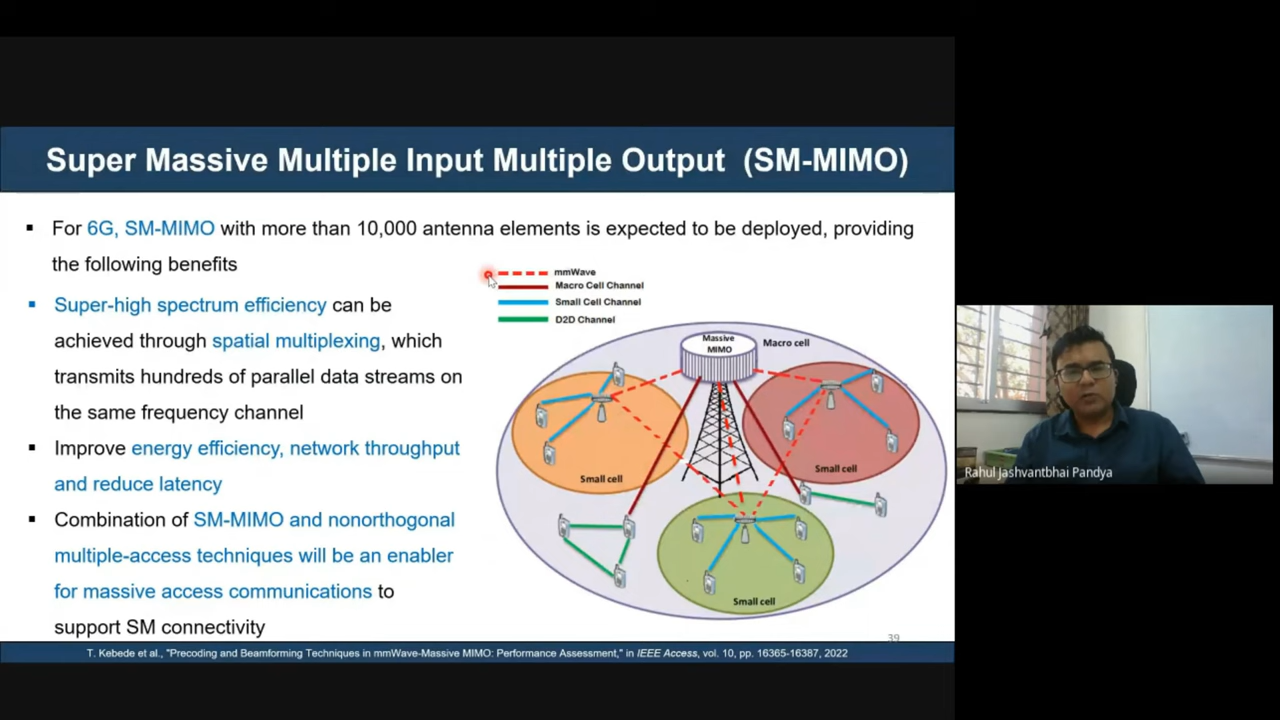 Super Massive Multiple Input Multiple Output (SM-MIMO)
▪ For 6G, SM-MIMO with more than 10,000 antenna elements is expected to be deployed, providing
the following benefits
▪ Super-high spectrum efficiency can be
achieved through spatial multiplexing, which
transmits hundreds of parallel data streams on
the same frequency channel
▪ Improve energy efficiency, network throughput
and reduce latency
▪ Combination of SM-MIMO and nonorthogonal
multiple-access techniques will be an enabler
for massive access communications to
support SM connectivity
mmWave
Macro Cell Channel
Small Cell Channel
D2D Channel
Massive
MIMO
Macro cell
Small cell
Small cell
Small cell
39
T. Kebede et al., "Precoding and Beamforming Techniques in mmWave-Massive MIMO: Performance Assessment," in IEEE Access, vol. 10, pp. 16365-16387, 2022
Rahul Jashvantbhai Pandya